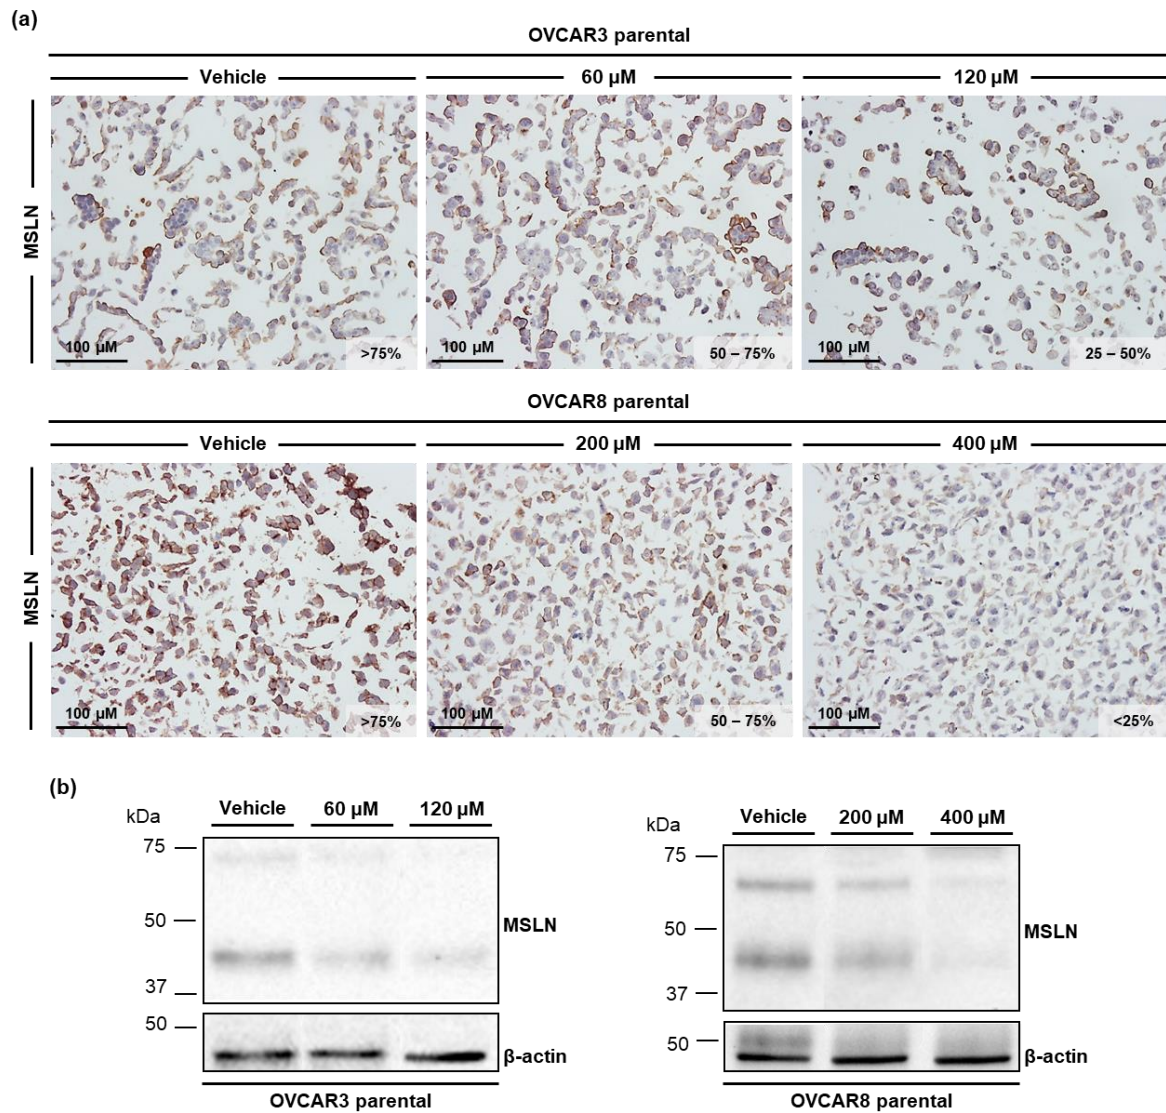 (a)
OVCAR3 parental
Vehicle 60 µM 120 µM
MSLN
100 µM >75% 100 µM 50 – 75% 100 µM 25 – 50%
OVCAR8 parental
Vehicle 200 µM 400 µM
MSLN
100 µM >75% 100 µM 50 – 75% 100 µM <25%
(b)
kDa Vehicle 60 µM 120 µM
75
50
MSLN
37
50
β-actin
OVCAR3 parental
kDa Vehicle 200 µM 400 µM
75
50
MSLN
37
50
β-actin
OVCAR8 parental